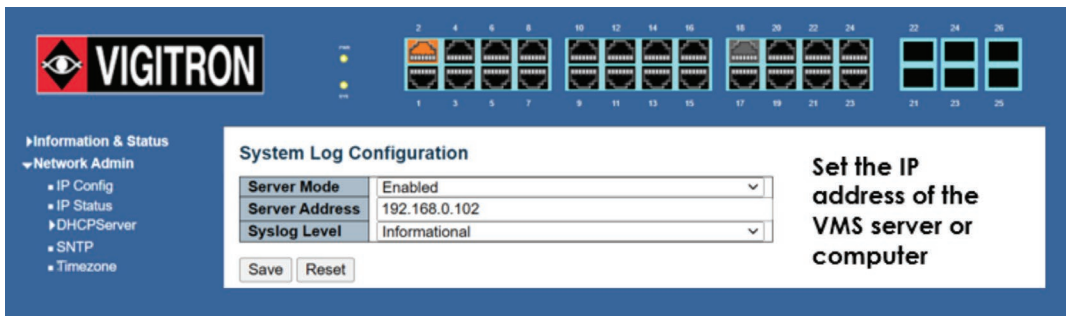 2 4 6 8 10 12 14 16 18 20 22 24 22 24 26
VIGITRON
PWR
SYS
1 3 5 7 9 11 13 15 17 19 21 23 21 23 25
Information & Status
Network Admin
IP Config
IP Status
DHCPServer
SNTP
Timezone
System Log Configuration
Server Mode Enabled
Server Address 192.168.0.102
Syslog Level Informational
Save Reset
Set the IP
address of the
VMS server or
computer